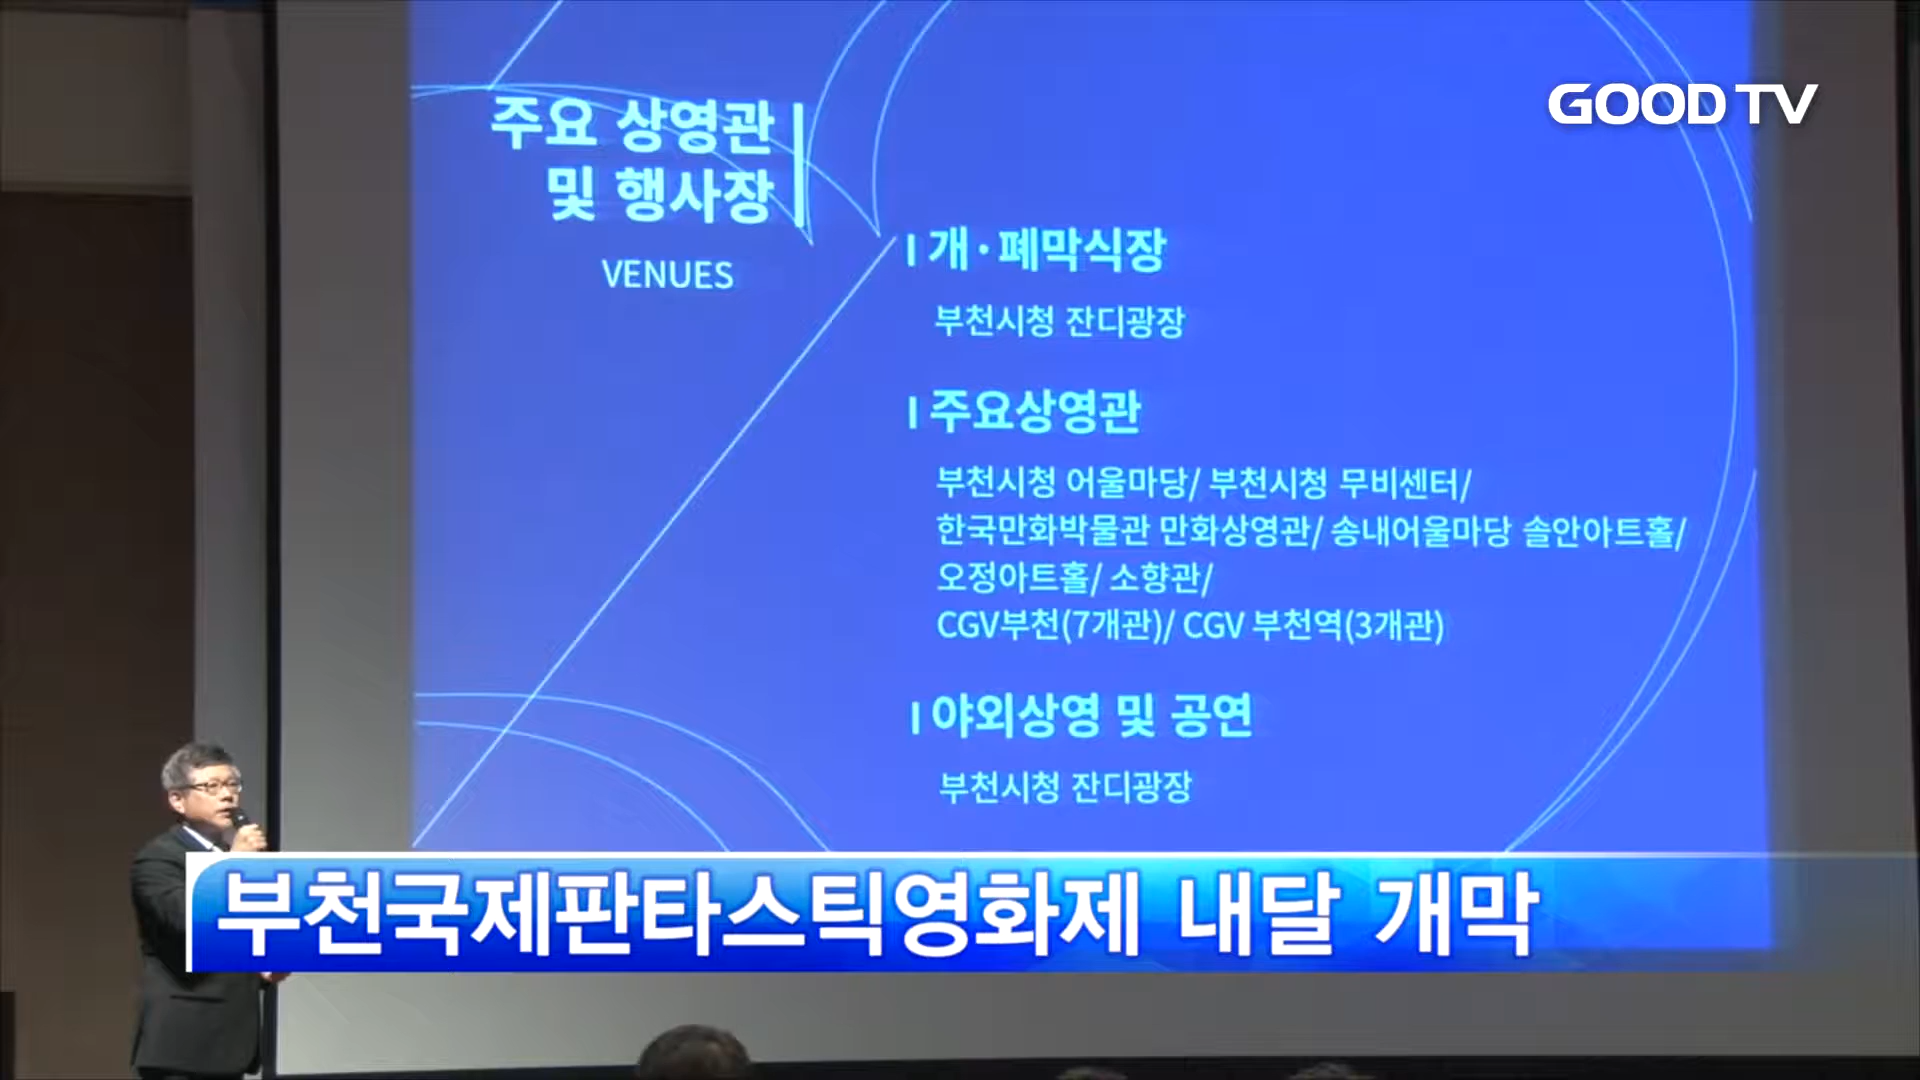 GOOD TV
주요 상영관
및 행사장
VENUES
I 개·폐막식장
부천시청 잔디광장
I 주요상영관
부천시청 어울마당/ 부천시청 무비센터/
한국만화박물관 만화상영관/ 송내어울마당 솔안아트홀/
오정아트홀/ 소향관/
CGV부천(7개관)/ CGV 부천역(3개관)
I 야외상영 및 공연
부천시청 잔디광장
부천국제판타스틱영화제 내달 개막